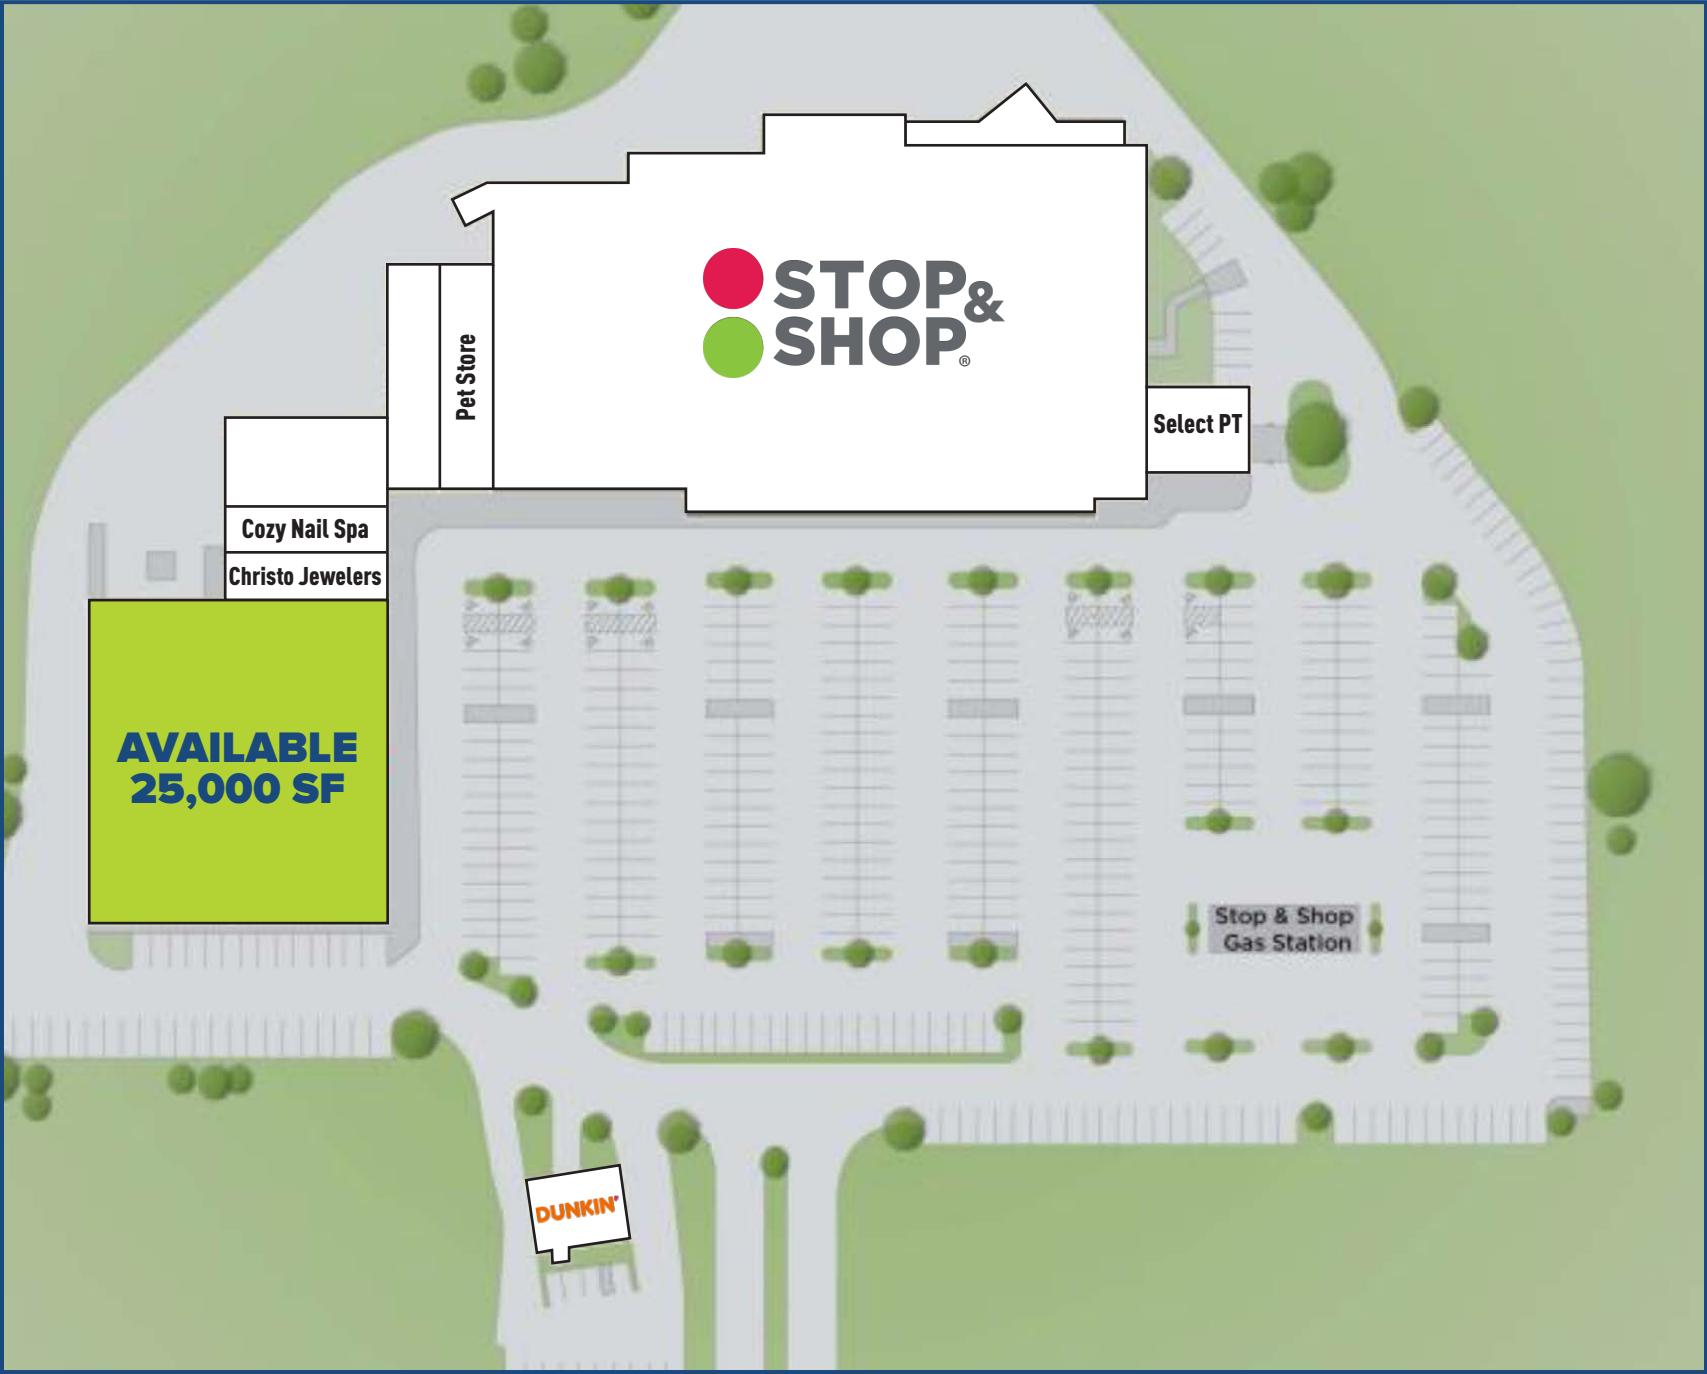 STOP &
SHOP®
Pet Store
Select PT
Cozy Nail Spa
Christo Jewelers
AVAILABLE
25,000 SF
Stop & Shop
Gas Station
DUNKIN'